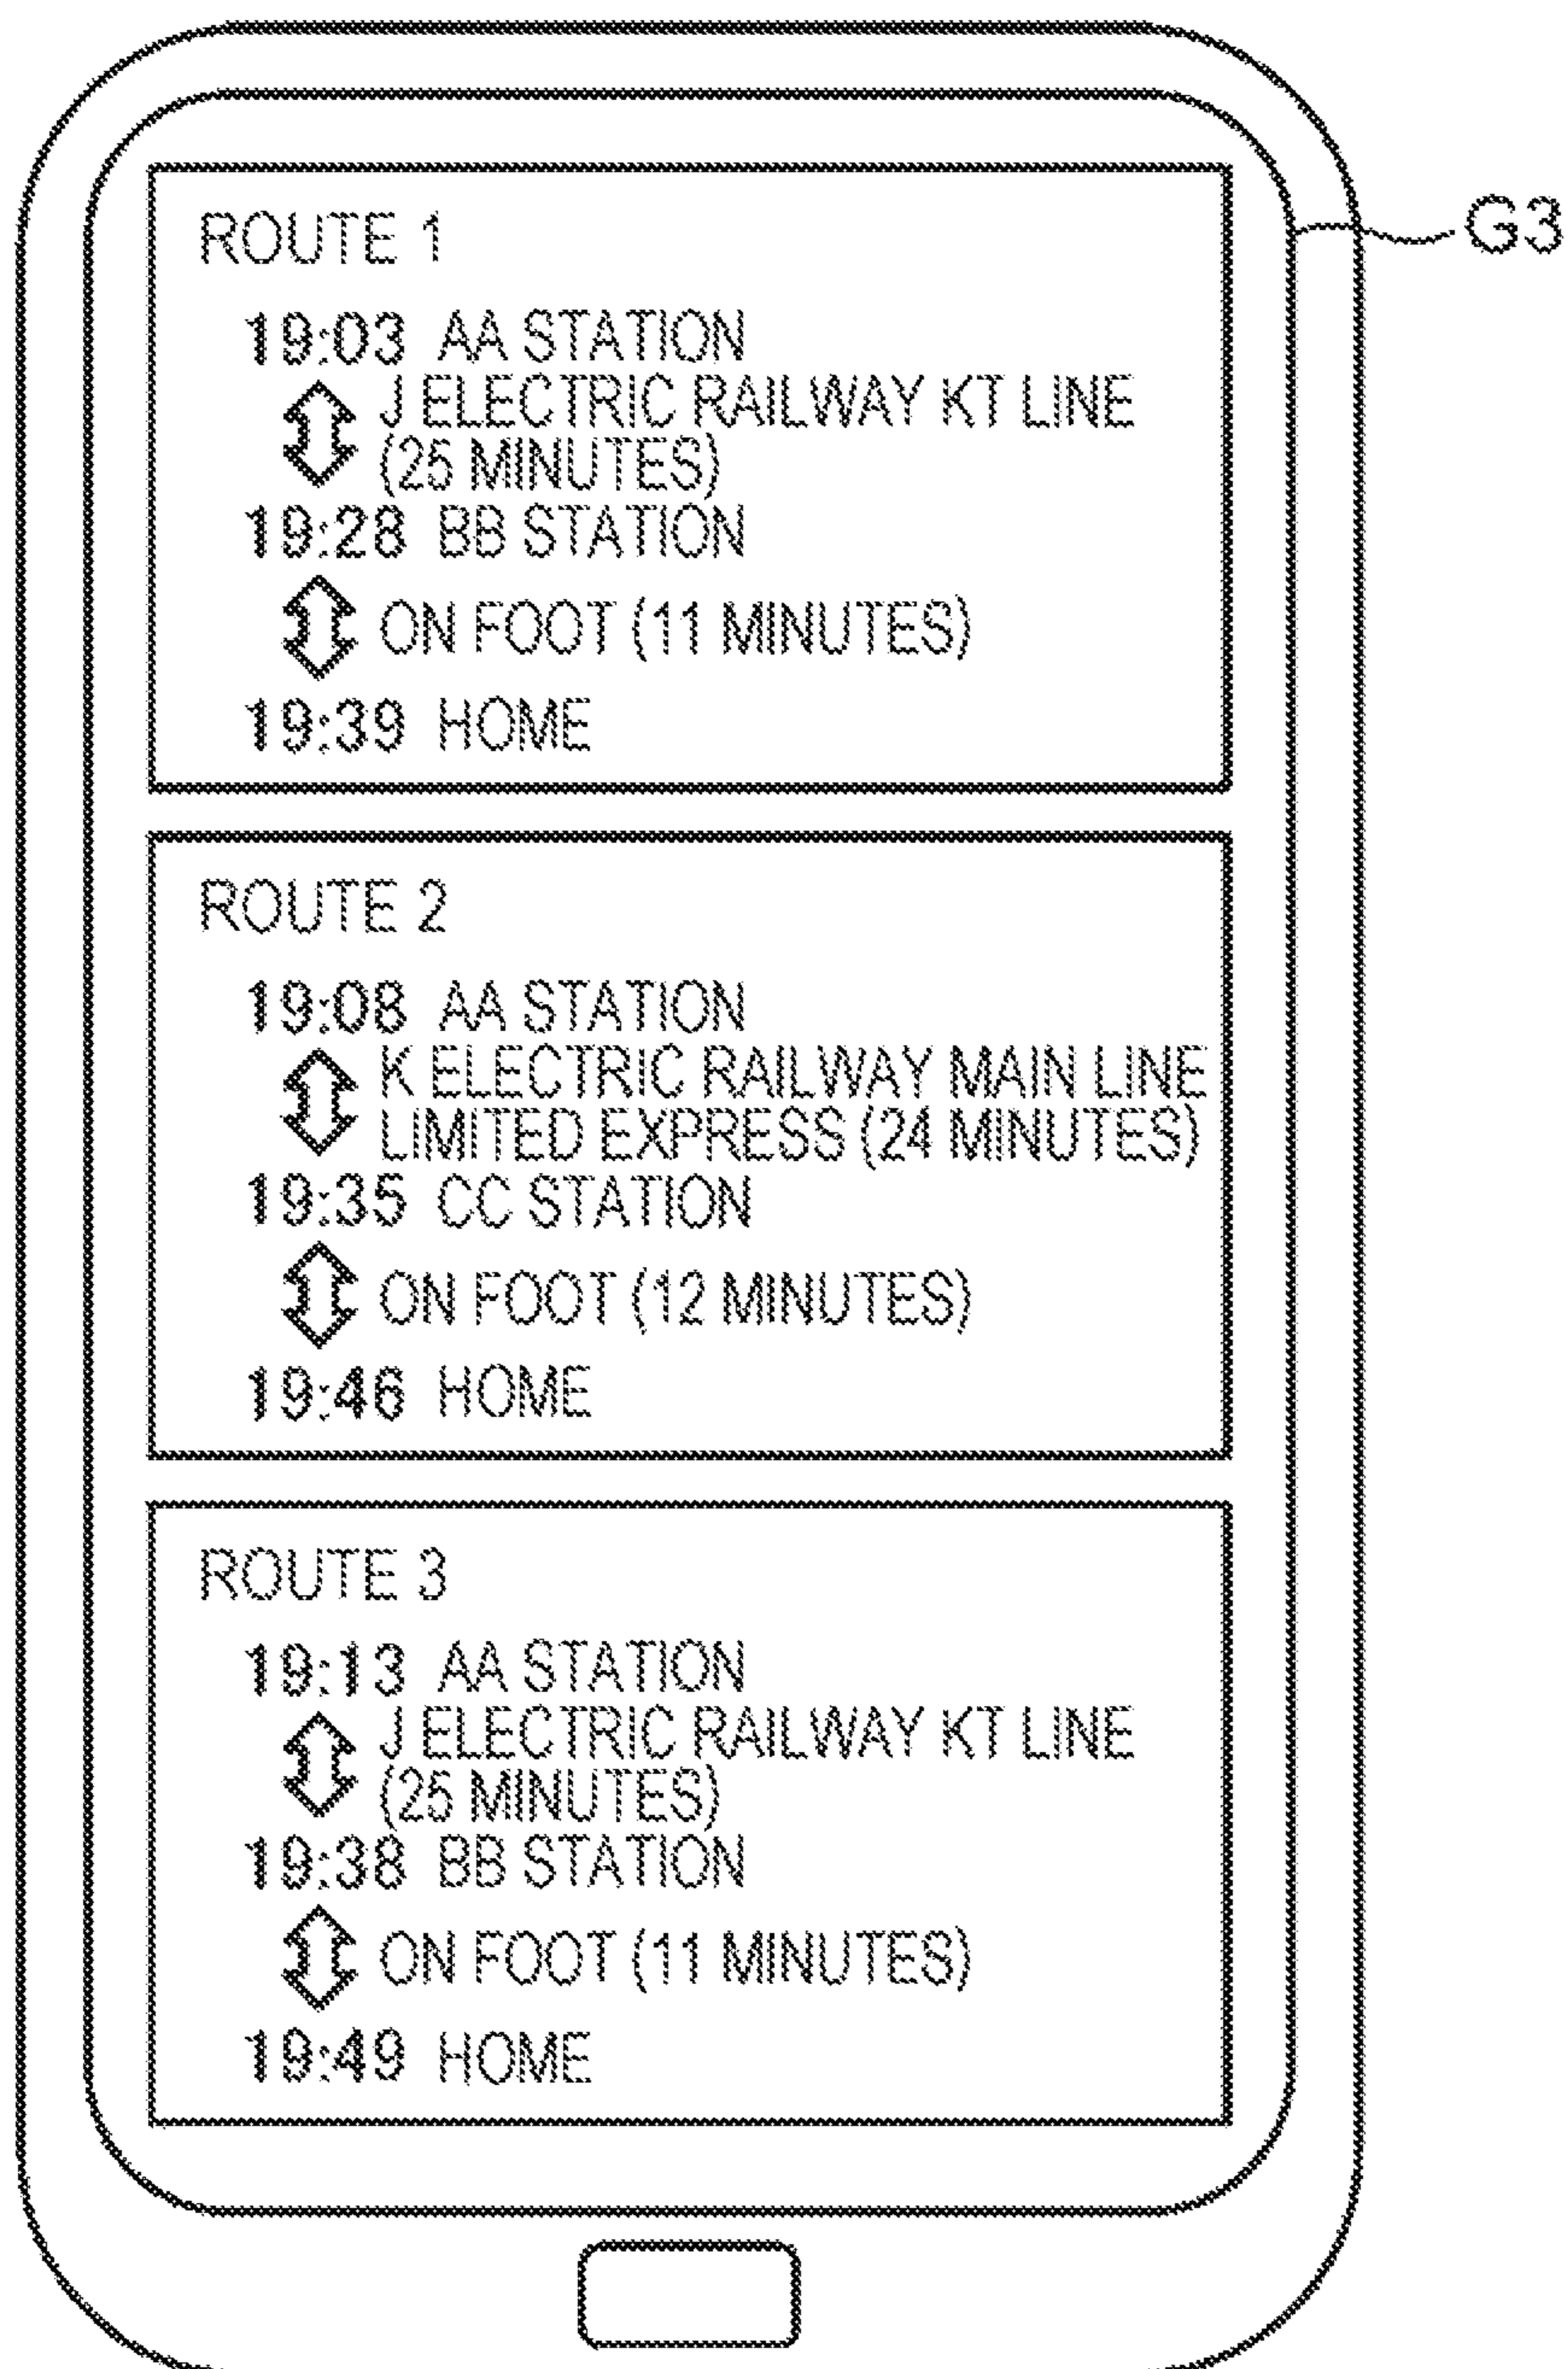 ROUTE 1
G3
19:03 AA STATION
J ELECTRIC RAILWAY KT LINE
(25 MINUTES)
19:28 BB STATION
ON FOOT (11 MINUTES)
19:39 HOME
ROUTE 2
19:08 AA STATION
K ELECTRIC RAILWAY MAIN LINE
LIMITED EXPRESS (24 MINUTES)
19:35 CC STATION
ON FOOT (12 MINUTES)
19:46 HOME
ROUTE 3
19:13 AA STATION
J ELECTRIC RAILWAY KT LINE
(25 MINUTES)
19:38 BB STATION
ON FOOT (11 MINUTES)
19:49 HOME